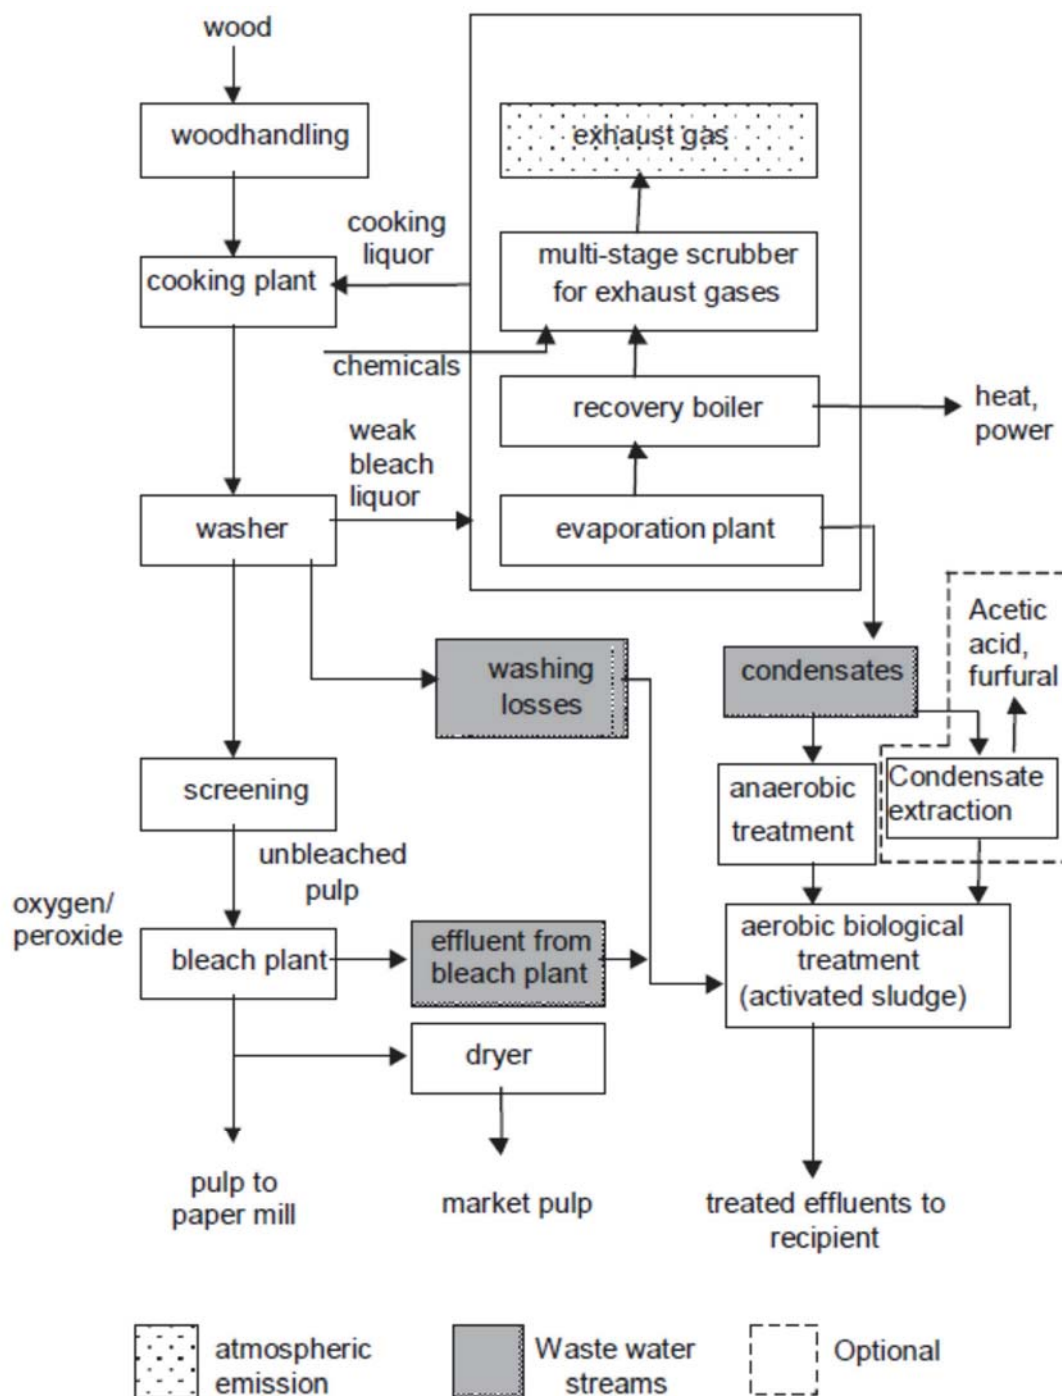 wood
woodhandling
exhaust gas
cooking
liquor
multi-stage scrubber
for exhaust gases
cooking plant
chemicals
recovery boiler
heat,
power
weak
bleach
liquor
washer
evaporation plant
Acetic
acid,
furfural
washing
losses
condensates
screening
anaerobic
treatment
Condensate
extraction
unbleached
pulp
oxygen/
peroxide
bleach plant
effluent from
bleach plant
aerobic biological
treatment
(activated sludge)
dryer
pulp to
paper mill
market pulp
treated effluents to
recipient
atmospheric
emission
Waste water
streams
Optional